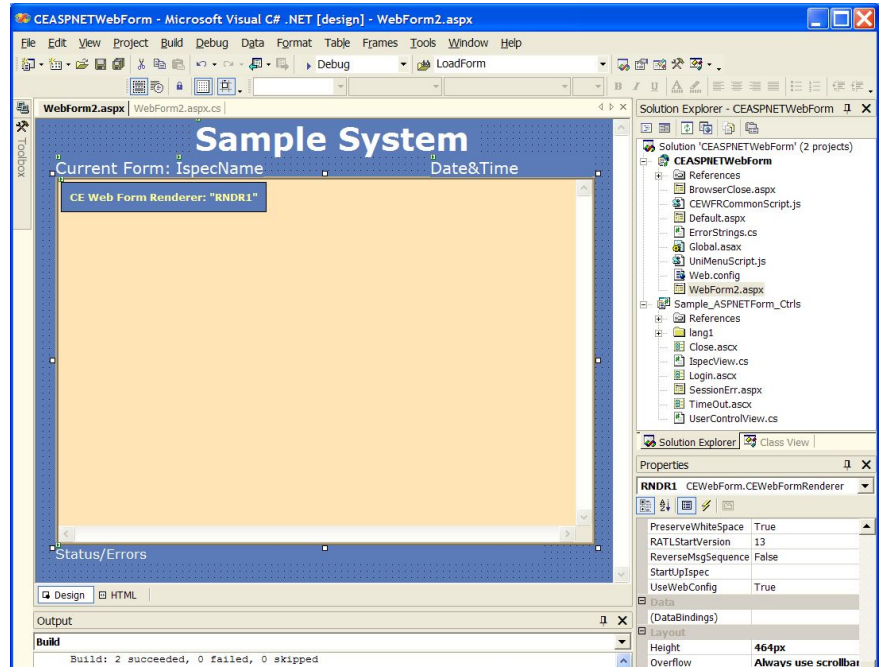 CEASPNETWebForm - Microsoft Visual C# .NET [design] - WebForm2.aspx
File Edit View Project Build Debug Data Format Table Frames Tools Window Help
Debug LoadForm
B I U A
WebForm2.aspx WebForm2.aspx.cs
Toolbox
Sample System
Current Form: IspecName Date&Time
CE Web Form Renderer: "RNDR1"
Status/Errors
Design HTML
Output
Build
Build: 2 succeeded, 0 failed, 0 skipped
Solution Explorer - CEASPNETWebForm
Solution 'CEASPNETWebForm' (2 projects)
CEASPNETWebForm
References
BrowserClose.aspx
CEWFRCommonScript.js
Default.aspx
ErrorStrings.cs
Global.asax
UniMenuScript.js
Web.config
WebForm2.aspx
Sample_ASPNETForm_Ctrls
References
lang1
Close.ascx
IspecView.cs
Login.ascx
SessionErr.aspx
TimeOut.ascx
UserControlView.cs
Solution Explorer Class View
Properties
RNDR1 CEWebForm.CEWebFormRenderer
PreserveWhiteSpace True
RATLStartVersion 13
ReverseMsgSequence False
StartUpIspec
UseWebConfig True
Data
(DataBindings)
Layout
Height 464px
Overflow Always use scrollbar